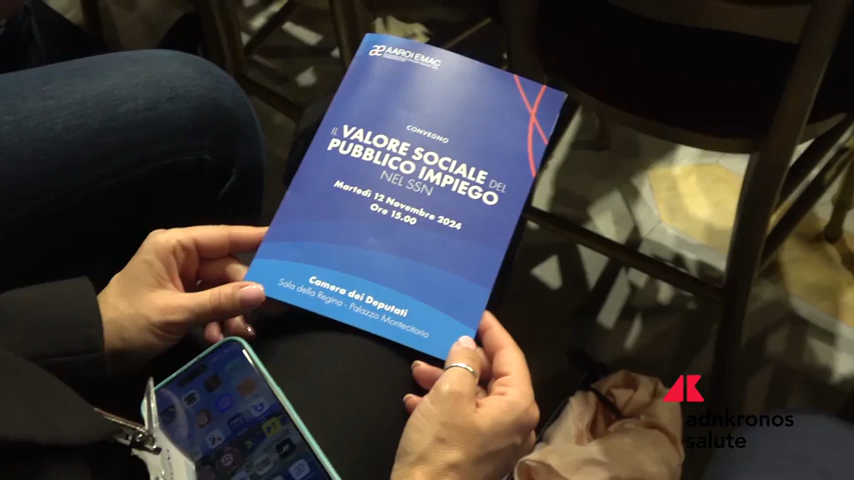 AAROI EMAC
CONVEGNO
IL VALORE SOCIALE DEL
PUBBLICO IMPIEGO
NEL SSN
Martedì 12 Novembre 2024
Ore 15.00
Camera dei Deputati
Sala della Regina - Palazzo Montecitorio
adnkronos
salute